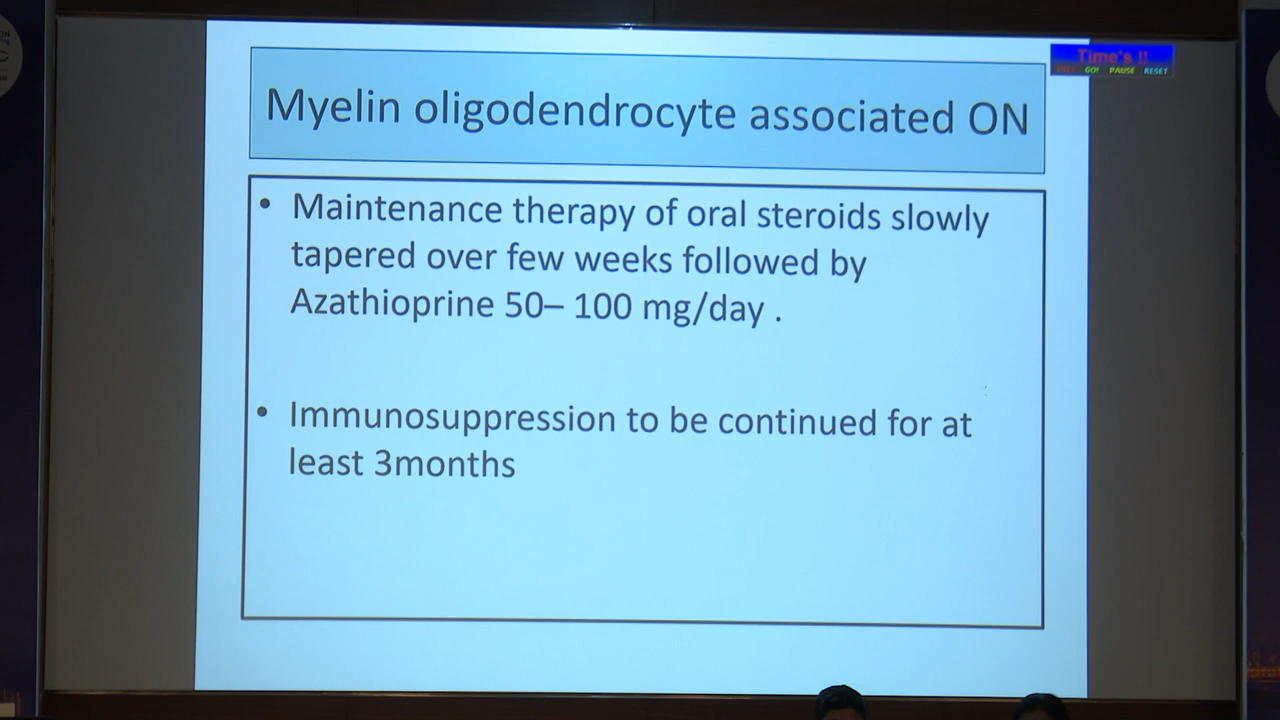 Myelin oligodendrocyte associated ON
• Maintenance therapy of oral steroids slowly
tapered over few weeks followed by
Azathioprine 50– 100 mg/day .
• Immunosuppression to be continued for at
least 3months
Time's !!
GO! PAUSE RESET